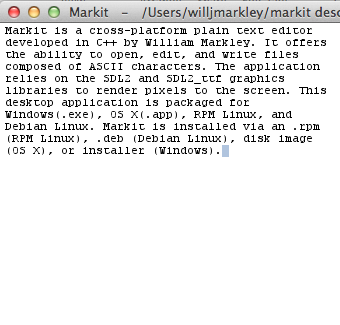 Markit  -  /Users/willjmarkley/markit desc
Markit is a cross-platform plain text editor
developed in C++ by William Markley. It offers
the ability to open, edit, and write files
composed of ASCII characters. The application
relies on the SDL2 and SDL2_ttf graphics
libraries to render pixels to the screen. This
desktop application is packaged for
Windows(.exe), OS X(.app), RPM Linux, and
Debian Linux. Markit is installed via an .rpm
(RPM Linux), .deb (Debian Linux), disk image
(OS X), or installer (Windows).